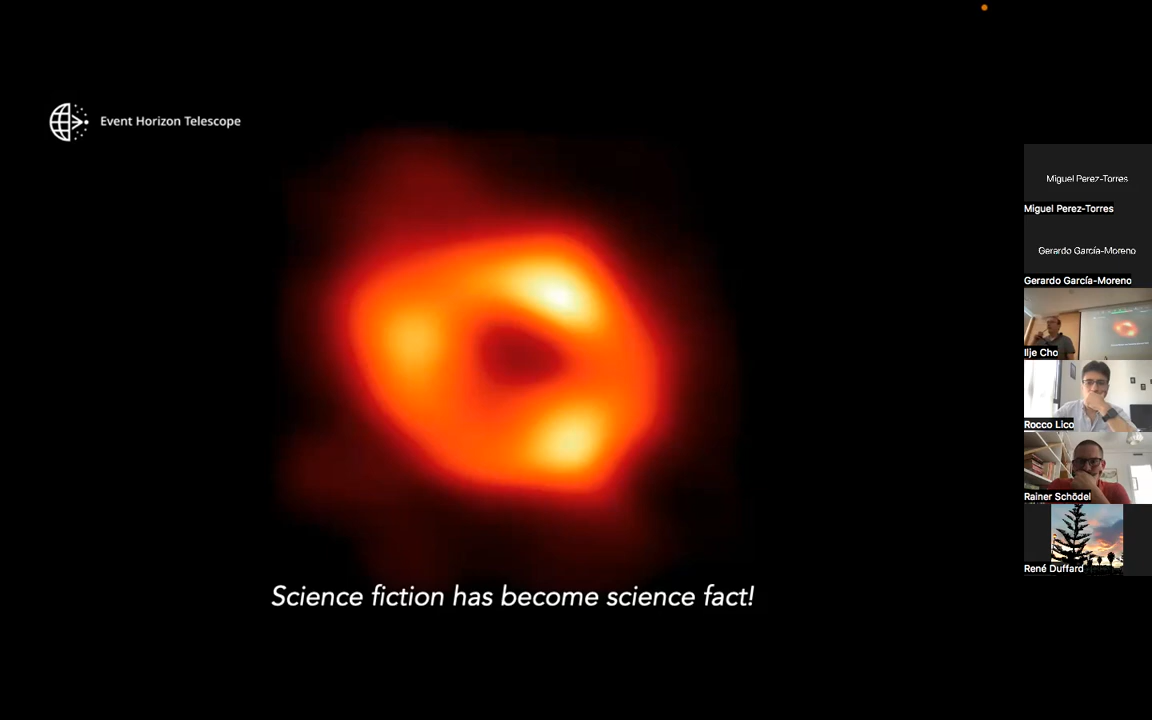 Event Horizon Telescope
Science fiction has become science fact!
Miguel Perez-Torres
Miguel Perez-Torres
Gerardo García-Moreno
Gerardo García-Moreno
Ilje Cho
Rocco Lico
Rainer Schödel
René Duffard